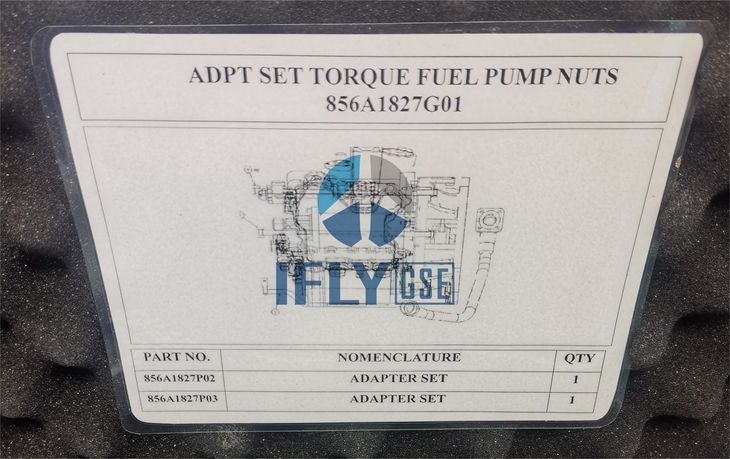 ADPT SET TORQUE FUEL PUMP NUTS
856A1827G01
IFLY GSE
PART NO. NOMENCLATURE QTY
856A1827P02 ADAPTER SET 1
856A1827P03 ADAPTER SET 1